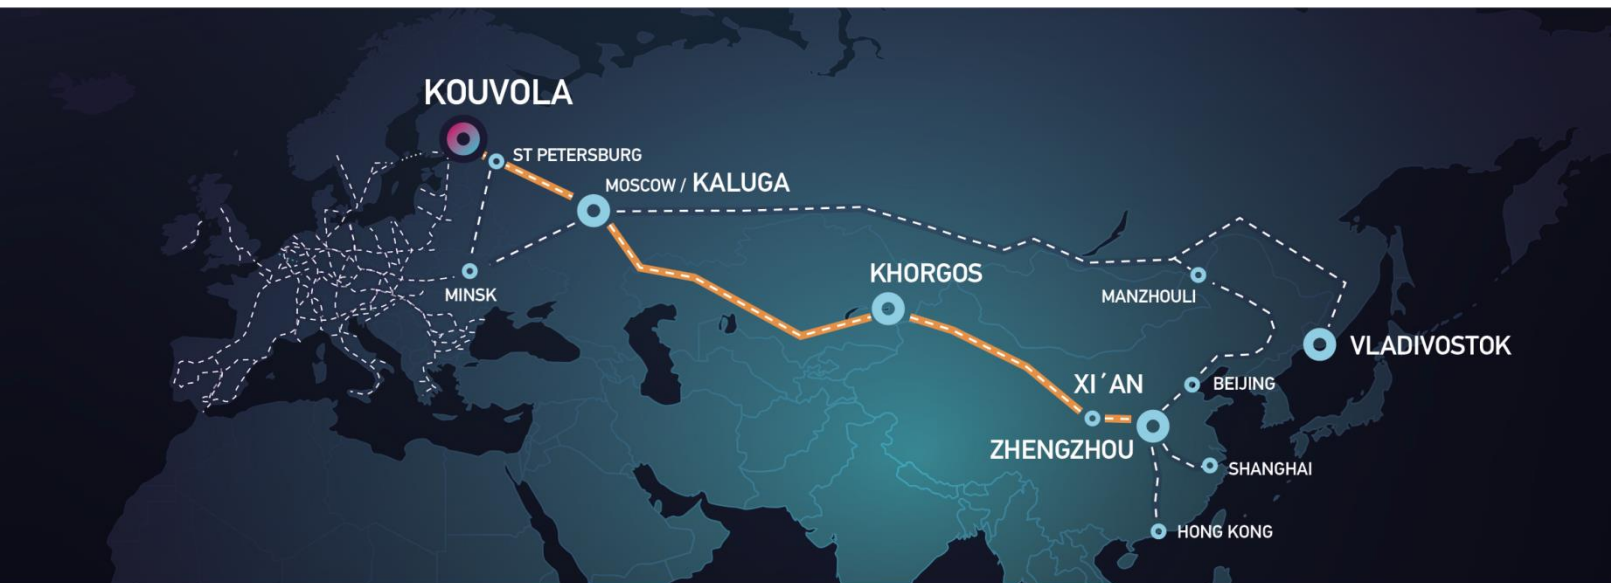 KOUVOLA
ST PETERSBURG
MOSCOW / KALUGA
KHORGOS
MINSK
MANZHOULI
VLADIVOSTOK
XI´AN
BEIJING
ZHENGZHOU
SHANGHAI
HONG KONG